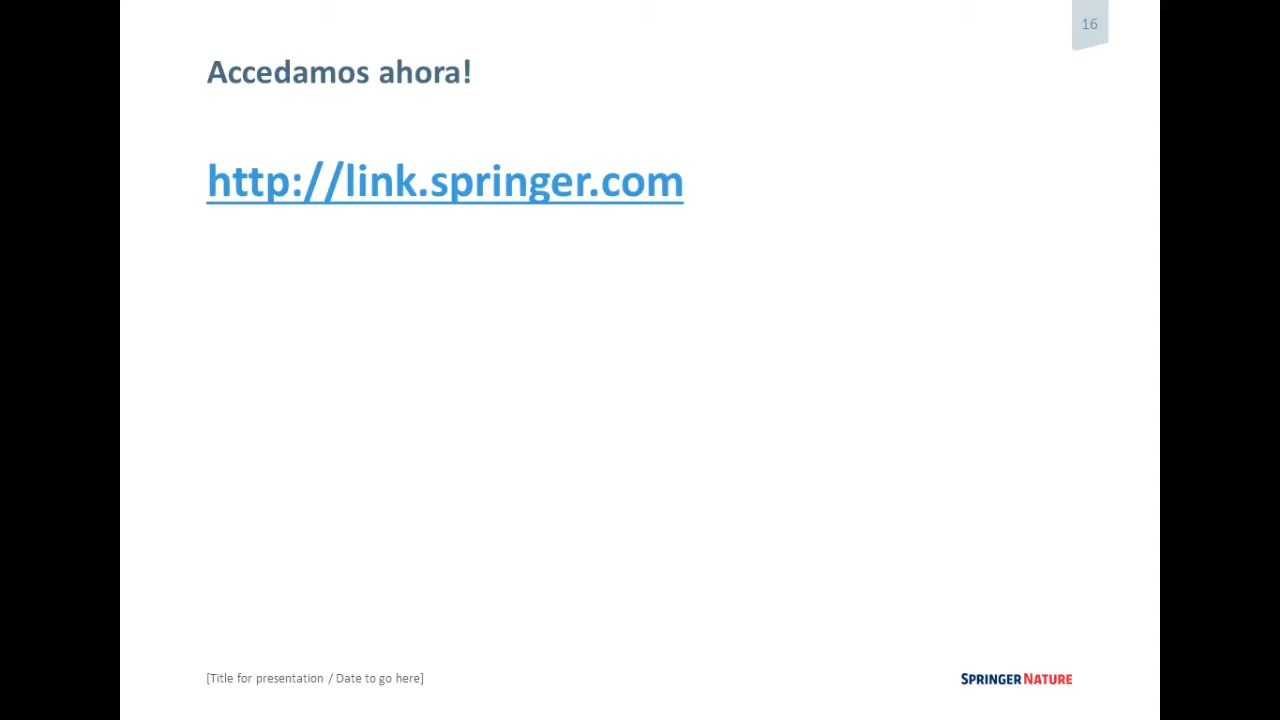 16
Accedamos ahora!
http://link.springer.com
[Title for presentation / Date to go here]
SPRINGER NATURE